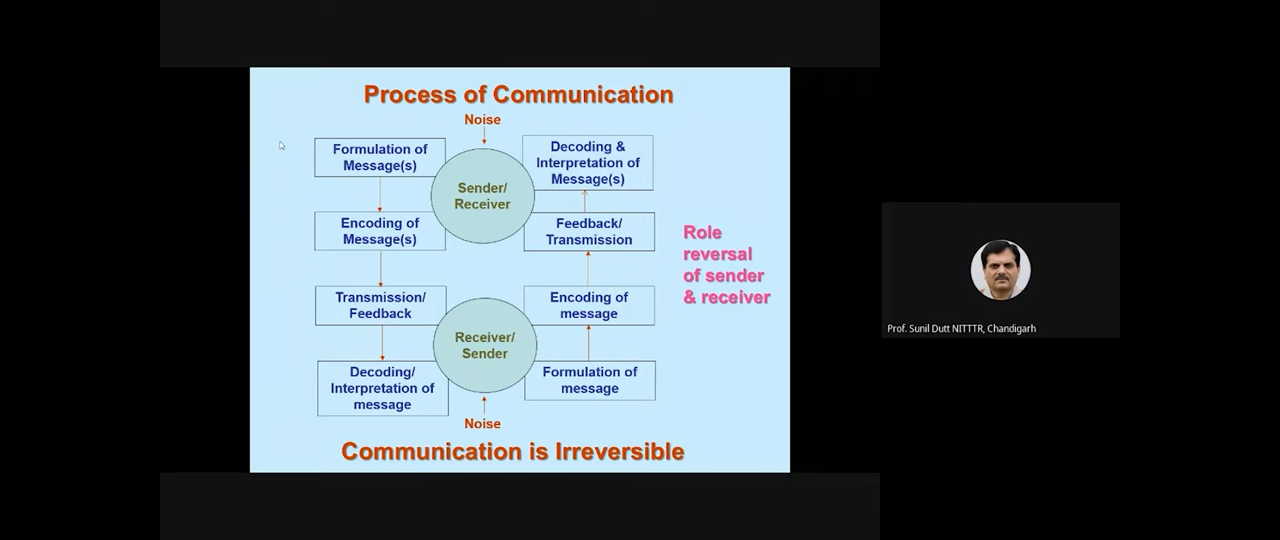 Process of Communication
Noise
Formulation of
Message(s)
Encoding of
Message(s)
Transmission/
Feedback
Decoding/
Interpretation of
message
Sender/
Receiver
Receiver/
Sender
Noise
Decoding &
Interpretation of
Message(s)
Feedback/
Transmission
Encoding of
message
Formulation of
message
Role
reversal
of sender
& receiver
Communication is Irreversible
Prof. Sunil Dutt NITTTR, Chandigarh